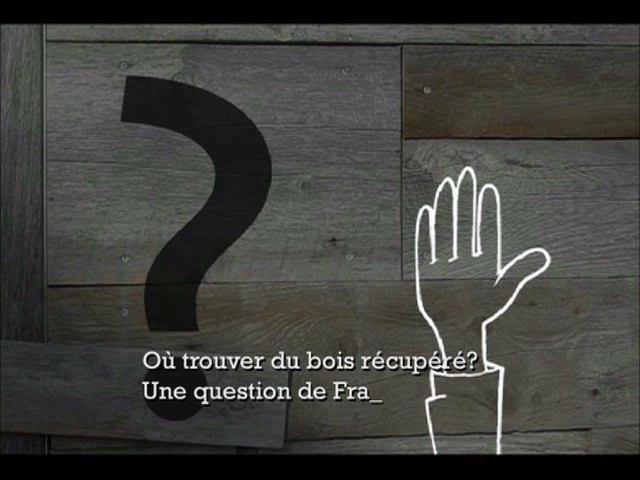 ?
Où trouver du bois récupéré?
Une question de Fra_